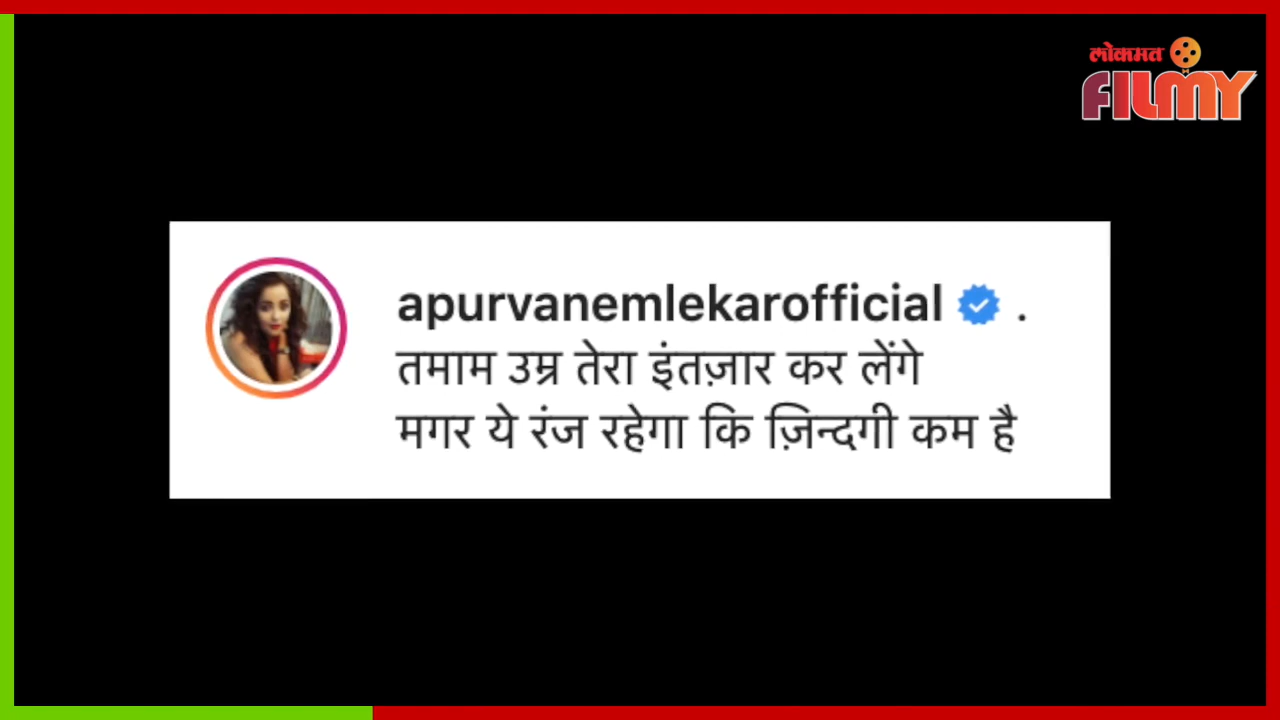 लोकमत
FILMY
apurvanemlekarofficial .
तमाम उम्र तेरा इंतज़ार कर लेंगे
मगर ये रंज रहेगा कि ज़िन्दगी कम है